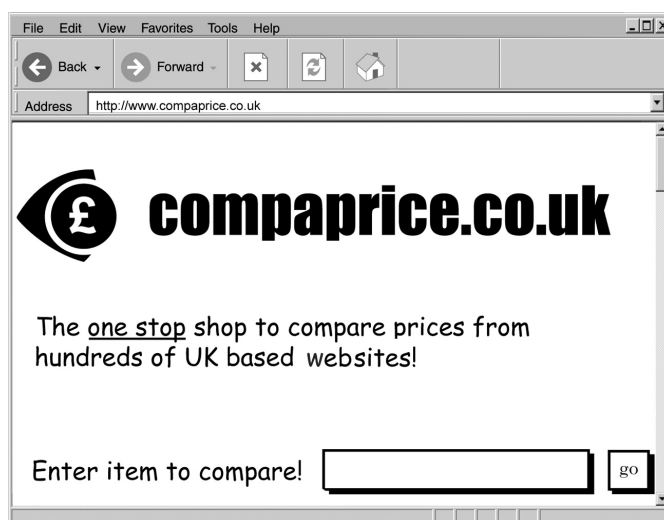 File Edit View Favorites Tools Help
Back Forward
Address http://www.compaprice.co.uk
£ compaprice.co.uk
The one stop shop to compare prices from
hundreds of UK based websites!
Enter item to compare! go